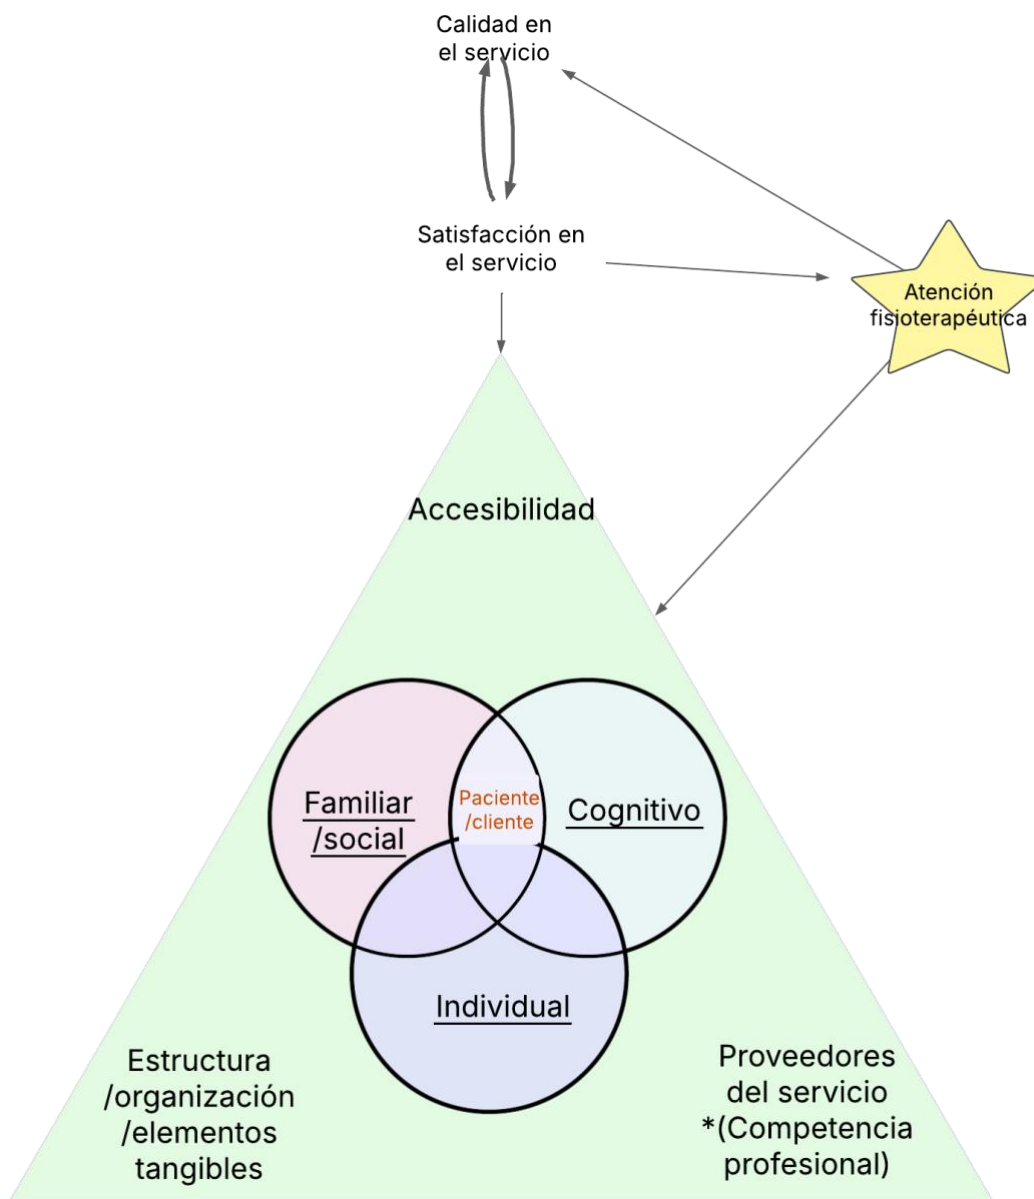 Calidad en
el servicio
Satisfacción en
el servicio
Atención
fisioterapéutica
Accesibilidad
Familiar
/social
Paciente
/cliente
Cognitivo
Individual
Estructura
/organización
/elementos
tangibles
Proveedores
del servicio
*(Competencia
profesional)